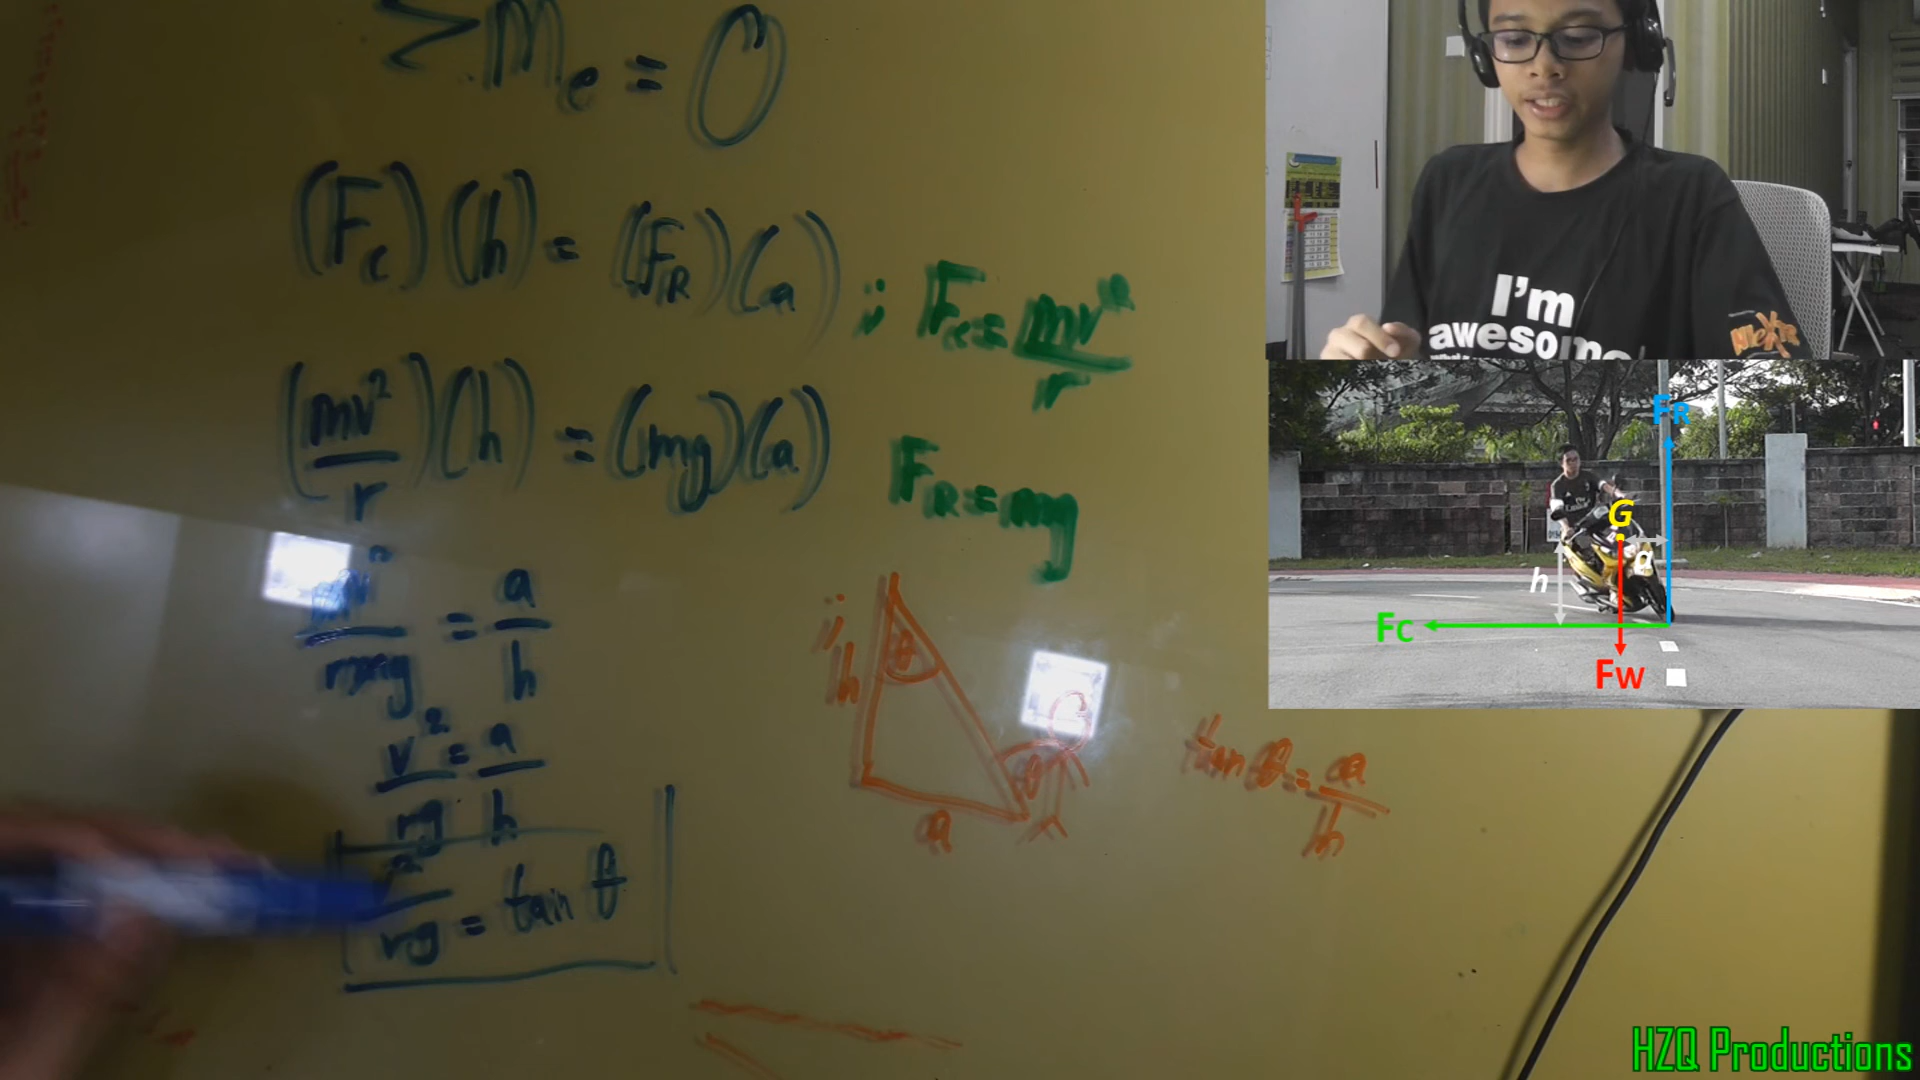 ΣMe = 0
(Fc)(h) = (FR)(a)
; Fc = mv²/r
(mv²/r)(h) = (mg)(a)
FR = mg
mv²/rmg = a/h
v²/rg = a/h
v²/rg = tan θ
; h
θ
a
θ
G
tan θ = a/h
I'm
awesome
FR
G
a
h
Fc
Fw
HZQ Productions